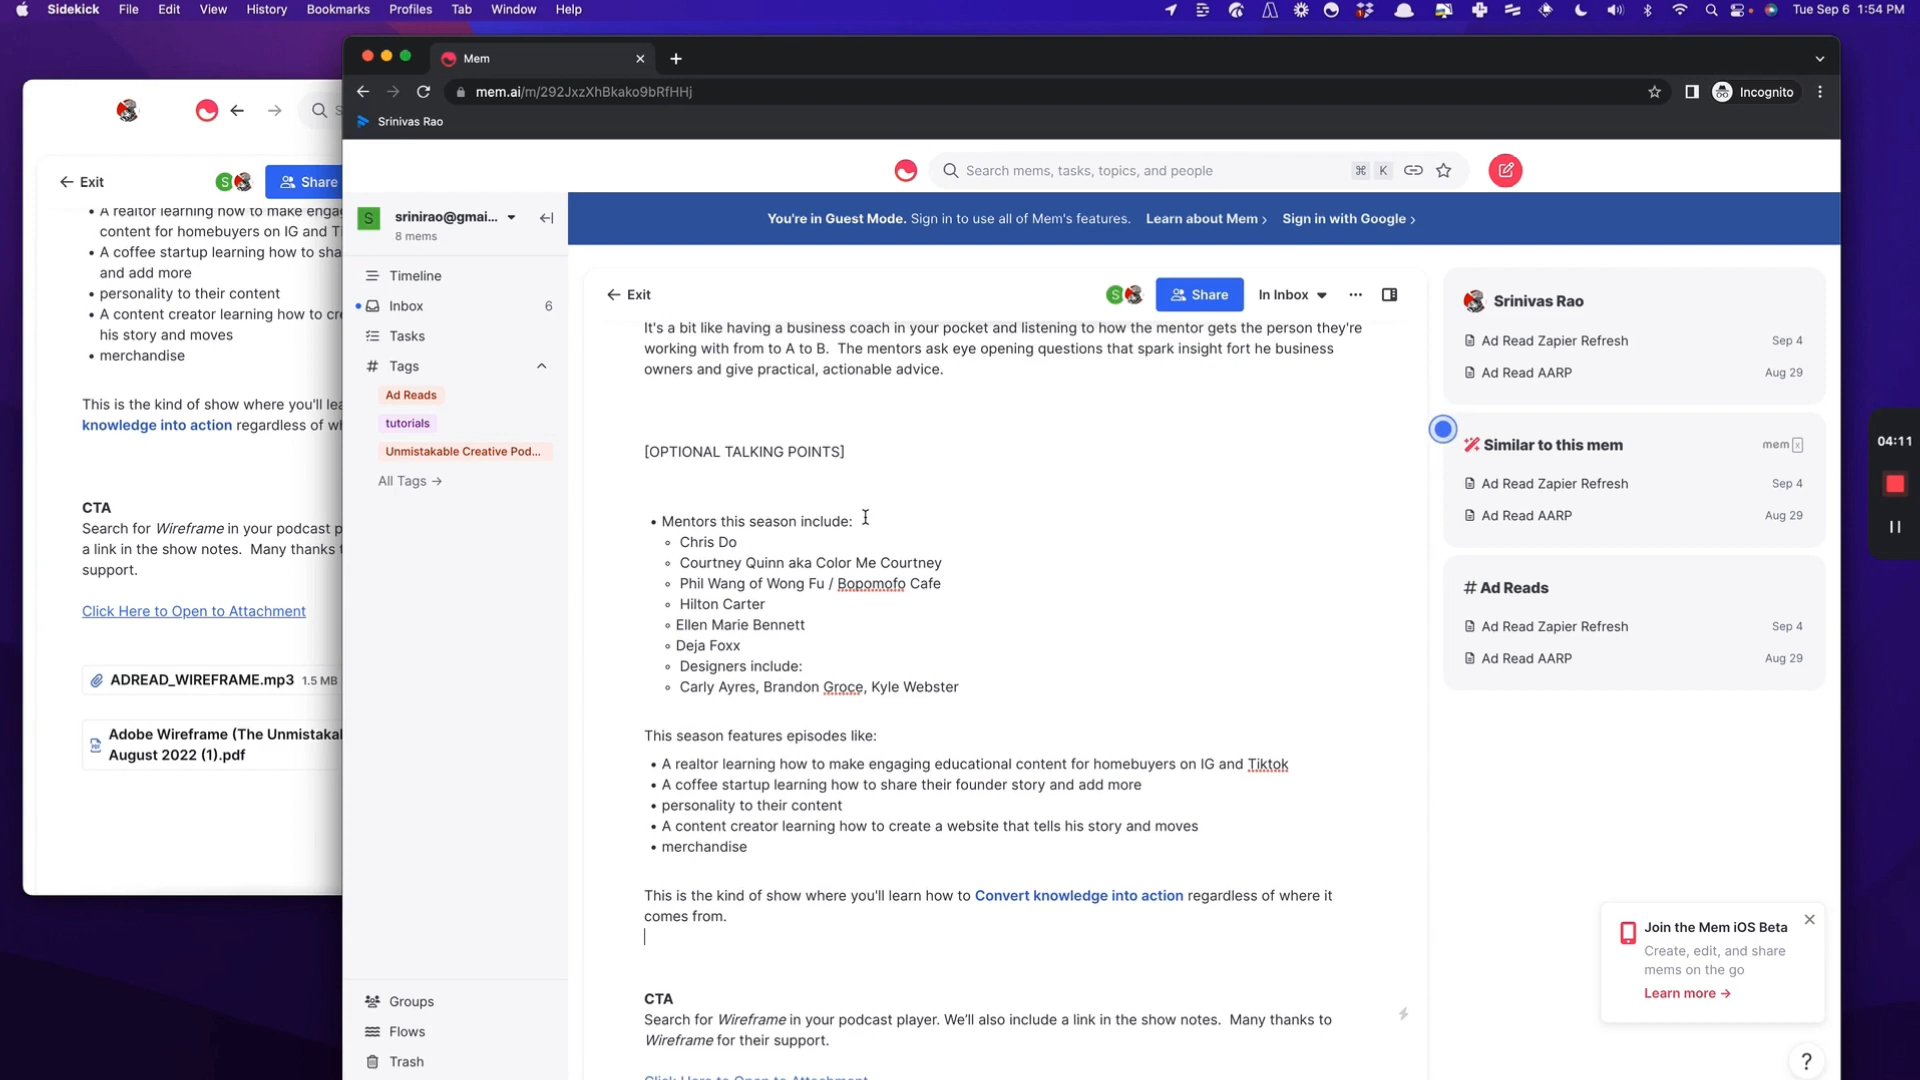 Sidekick File Edit View History Bookmarks Profiles Tab Window Help
Tue Sep 6 1:54 PM
Mem
mem.ai/m/292JxzXhBkako9bRfHHj
Incognito
Srinivas Rao
Search mems, tasks, topics, and people
⌘ K
S
srinirao@gmai...
8 mems
You're in Guest Mode. Sign in to use all of Mem's features. Learn about Mem › Sign in with Google ›
Timeline
Inbox 6
Tasks
# Tags
Ad Reads
tutorials
Unmistakable Creative Pod...
All Tags →
Groups
Flows
Trash
← Exit
S
Share
In Inbox
It's a bit like having a business coach in your pocket and listening to how the mentor gets the person they're
working with from to A to B. The mentors ask eye opening questions that spark insight fort he business
owners and give practical, actionable advice.
[OPTIONAL TALKING POINTS]
• Mentors this season include:
◦ Chris Do
◦ Courtney Quinn aka Color Me Courtney
◦ Phil Wang of Wong Fu / Bopomofo Cafe
◦ Hilton Carter
◦ Ellen Marie Bennett
◦ Deja Foxx
◦ Designers include:
◦ Carly Ayres, Brandon Groce, Kyle Webster
This season features episodes like:
• A realtor learning how to make engaging educational content for homebuyers on IG and Tiktok
• A coffee startup learning how to share their founder story and add more
• personality to their content
• A content creator learning how to create a website that tells his story and moves
• merchandise
This is the kind of show where you'll learn how to Convert knowledge into action regardless of where it
comes from.
CTA
Search for Wireframe in your podcast player. We'll also include a link in the show notes. Many thanks to
Wireframe for their support.
Click Here to Open to Attachment
Srinivas Rao
Ad Read Zapier Refresh Sep 4
Ad Read AARP Aug 29
Similar to this mem
mem x
Ad Read Zapier Refresh Sep 4
Ad Read AARP Aug 29
# Ad Reads
Ad Read Zapier Refresh Sep 4
Ad Read AARP Aug 29
Join the Mem iOS Beta
Create, edit, and share
mems on the go
Learn more →
?
04:11
S
← Exit
S
Share
• A realtor learning how to make enga
content for homebuyers on IG and Ti
• A coffee startup learning how to sha
and add more
• personality to their content
• A content creator learning how to cre
his story and moves
• merchandise
This is the kind of show where you'll lea
knowledge into action regardless of wh
CTA
Search for Wireframe in your podcast p
a link in the show notes. Many thanks t
support.
Click Here to Open to Attachment
ADREAD_WIREFRAME.mp3 1.5 MB
Adobe Wireframe (The Unmistakal
August 2022 (1).pdf